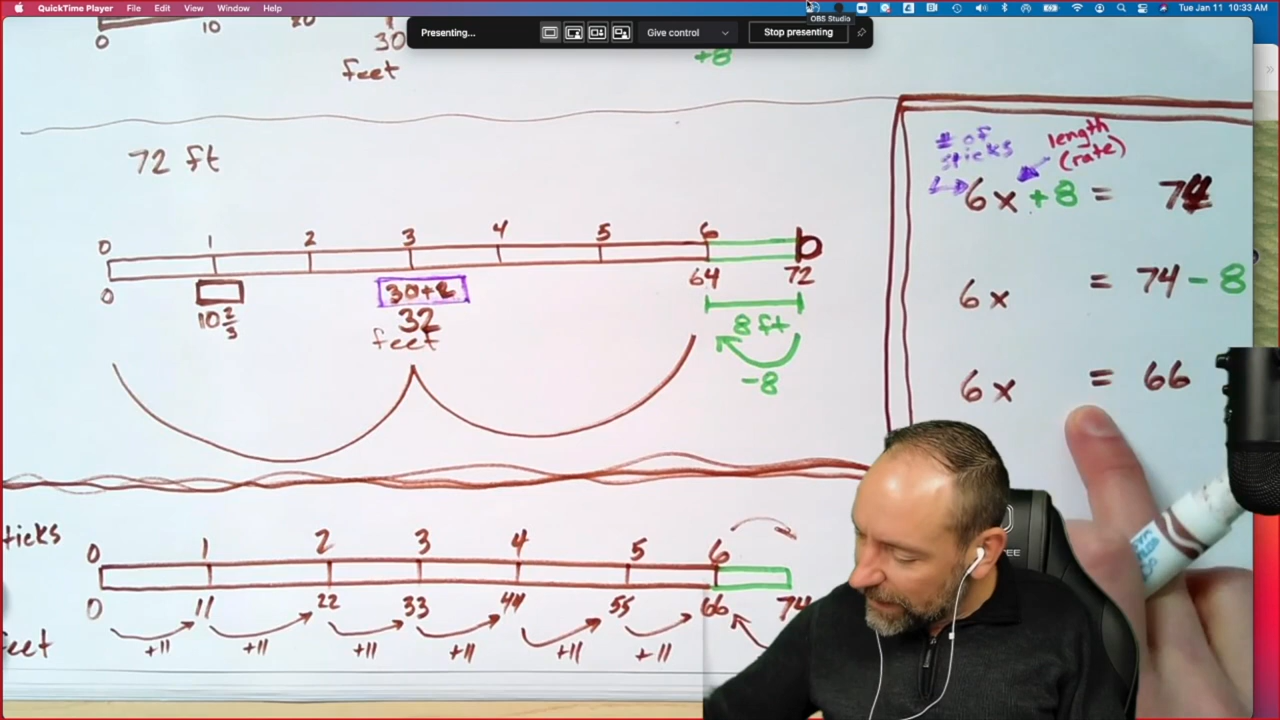 QuickTime Player File Edit View Window Help
Tue Jan 11 10:33 AM
OBS Studio
Presenting...
Give control
Stop presenting
0 10 20 30
feet
+8
72 ft
0 1 2 3 4 5 6
0 10 2/3 30+2 64 72
32
feet
8 ft
-8
# of sticks
length (rate)
6x +8 = 74
6x = 74 - 8
6x = 66
ticks
0 1 2 3 4 5 6
0 11 22 33 44 55 66 74
feet
+11 +11 +11 +11 +11 +11